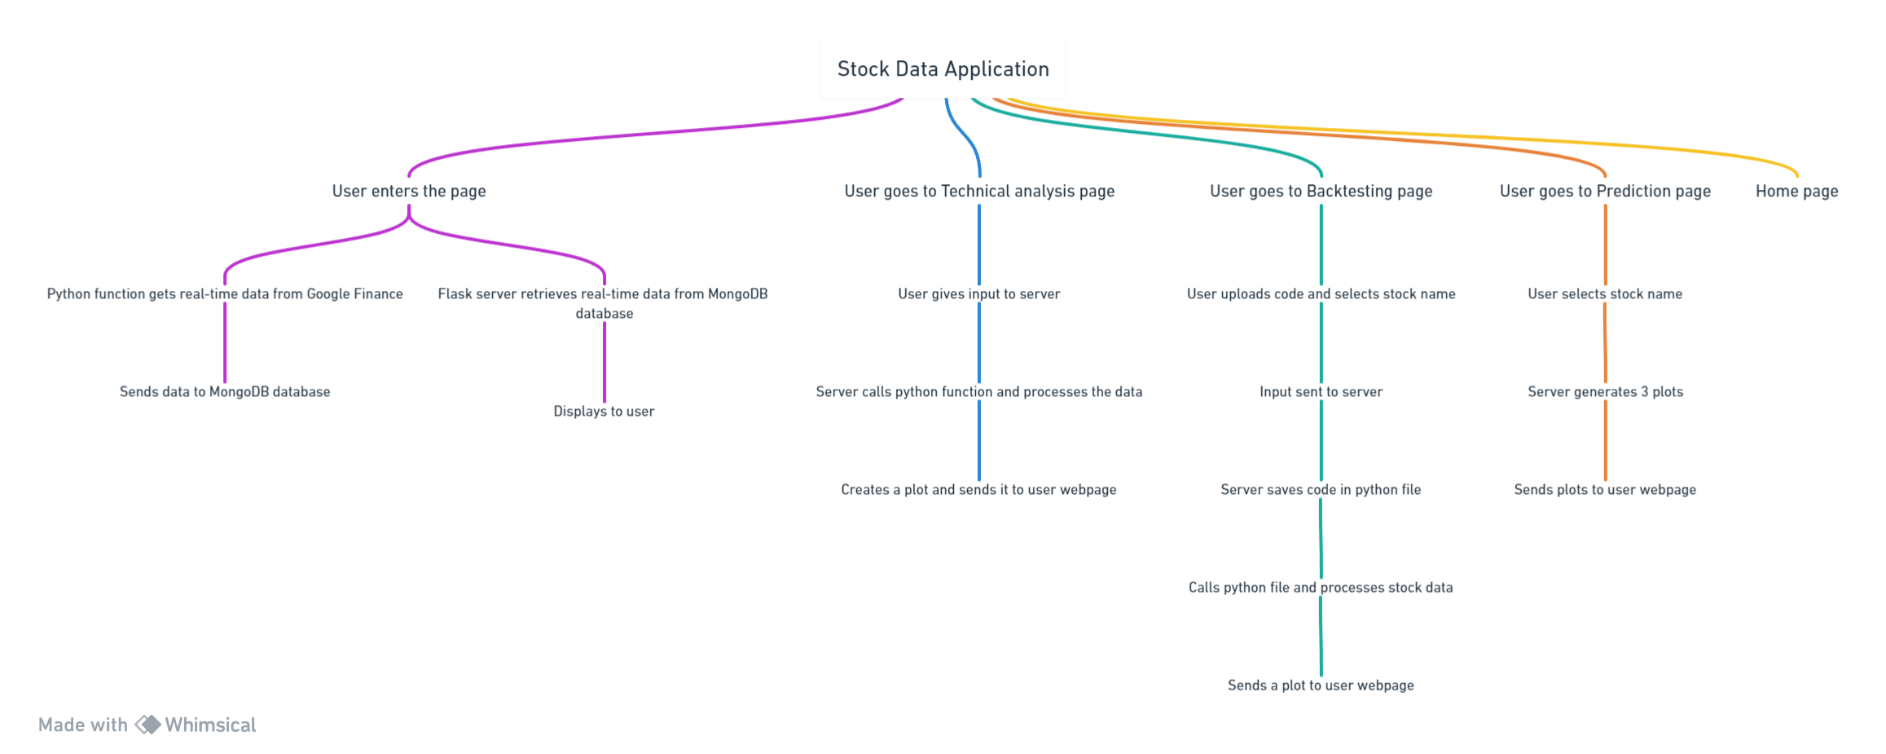 Stock Data Application
User enters the page
User goes to Technical analysis page
User goes to Backtesting page
User goes to Prediction page
Home page
Python function gets real-time data from Google Finance
Flask server retrieves real-time data from MongoDB
database
User gives input to server
User uploads code and selects stock name
User selects stock name
Sends data to MongoDB database
Displays to user
Server calls python function and processes the data
Input sent to server
Server generates 3 plots
Creates a plot and sends it to user webpage
Server saves code in python file
Sends plots to user webpage
Calls python file and processes stock data
Sends a plot to user webpage
Made with Whimsical